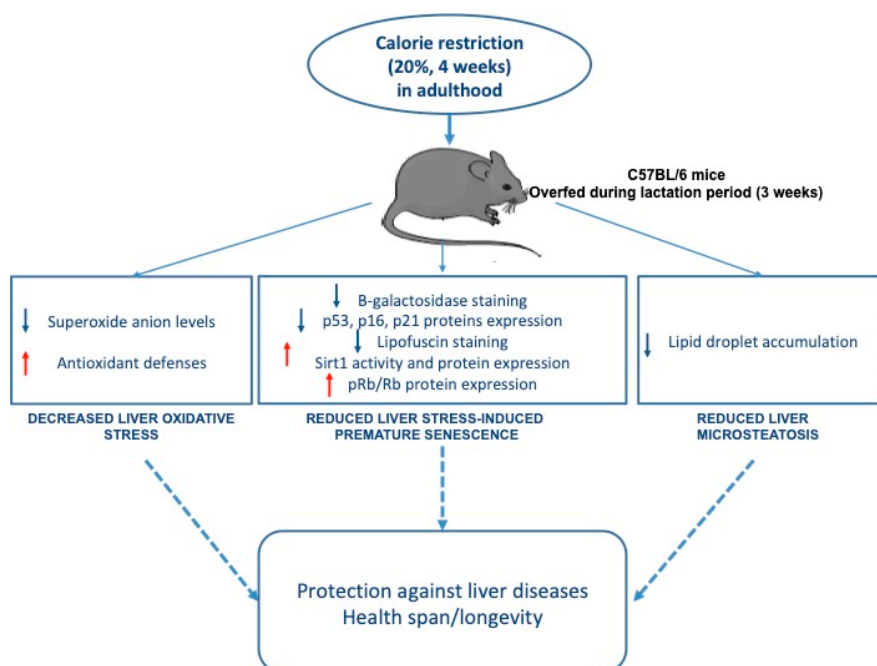 Calorie restriction
(20%, 4 weeks)
in adulthood
C57BL/6 mice
Overfed during lactation period (3 weeks)
Superoxide anion levels
Antioxidant defenses
DECREASED LIVER OXIDATIVE
STRESS
B-galactosidase staining
p53, p16, p21 proteins expression
Lipofuscin staining
Sirt1 activity and protein expression
pRb/Rb protein expression
REDUCED LIVER STRESS-INDUCED
PREMATURE SENESCENCE
Lipid droplet accumulation
REDUCED LIVER
MICROSTEATOSIS
Protection against liver diseases
Health span/longevity